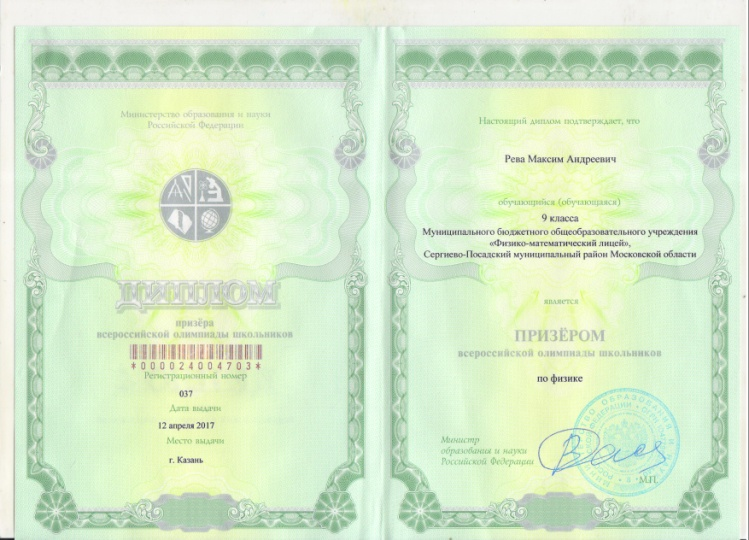 Министерство образования и науки
Российской Федерации
ДИПЛОМ
призёра
всероссийской олимпиады школьников
*000024004703*
Регистрационный номер
037
Дата выдачи
12 апреля 2017
Место выдачи
г. Казань
Настоящий диплом подтверждает, что
Рева Максим Андреевич
обучающийся (обучающаяся)
9 класса
Муниципального бюджетного общеобразовательного учреждения
«Физико-математический лицей»,
Сергиево-Посадский муниципальный район Московской области
является
ПРИЗЁРОМ
всероссийской олимпиады школьников
по физике
Министр
образования и науки
Российской Федерации
М.П.